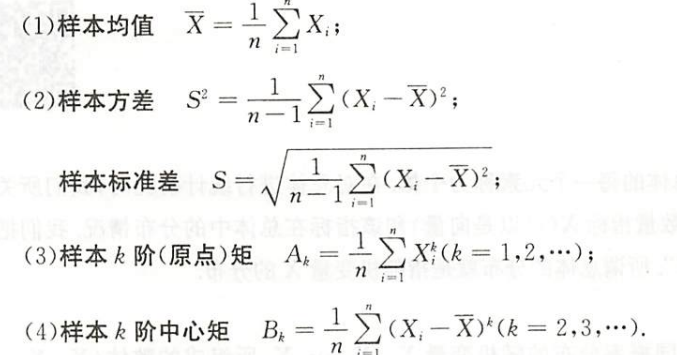 (1)样本均值 $\overline{X} = \frac{1}{n}\sum_{i=1}^{n} X_i$;
(2)样本方差 $S^2 = \frac{1}{n-1}\sum_{i=1}^{n}(X_i - \overline{X})^2$;
样本标准差 $S = \sqrt{\frac{1}{n-1}\sum_{i=1}^{n}(X_i - \overline{X})^2}$;
(3)样本 k 阶(原点)矩 $A_k = \frac{1}{n}\sum_{i=1}^{n} X_i^k (k = 1,2,\cdots)$;
(4)样本 k 阶中心矩 $B_k = \frac{1}{n}\sum_{i=1}^{n}(X_i - \overline{X})^k (k = 2,3,\cdots)$.